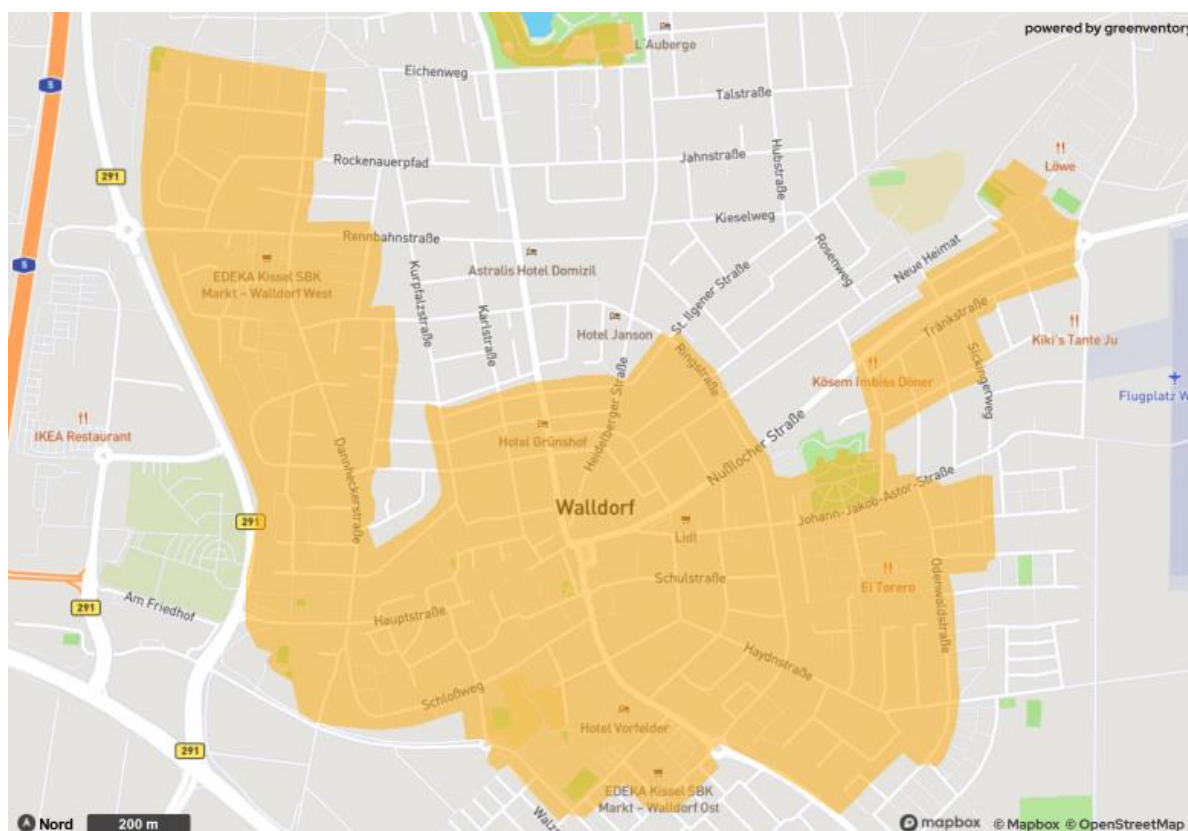 powered by greenventory
L'Auberge
Eichenweg
5
Talstraße
Hubstraße
Jahnstraße
Rockenauerpfad
Löwe
291
Kieselweg
Rosenweg
Neue Heimat
Rennbahnstraße
5
EDEKA Kissel SBK
Markt – Walldorf West
Astralis Hotel Domizil
Kurpfalzstraße
Karlstraße
St. Ilgener Straße
Hotel Janson
Ringstraße
Tränkstraße
Sickingerweg
Kiki's Tante Ju
Kösem Imbiss Döner
Flugplatz W
IKEA Restaurant
Hotel Grünshof
Heidelberger Straße
Nußlocher Straße
Dannheckerstraße
Walldorf
Johann-Jakob-Astor-Straße
291
Lidl
Schulstraße
El Torero
Odenwaldstraße
Am Friedhof
291
Hauptstraße
Haydnstraße
Schloßweg
Hotel Vorfelder
291
EDEKA Kissel SBK
Markt – Walldorf Ost
Nord
200 m
mapbox © Mapbox © OpenStreetMap